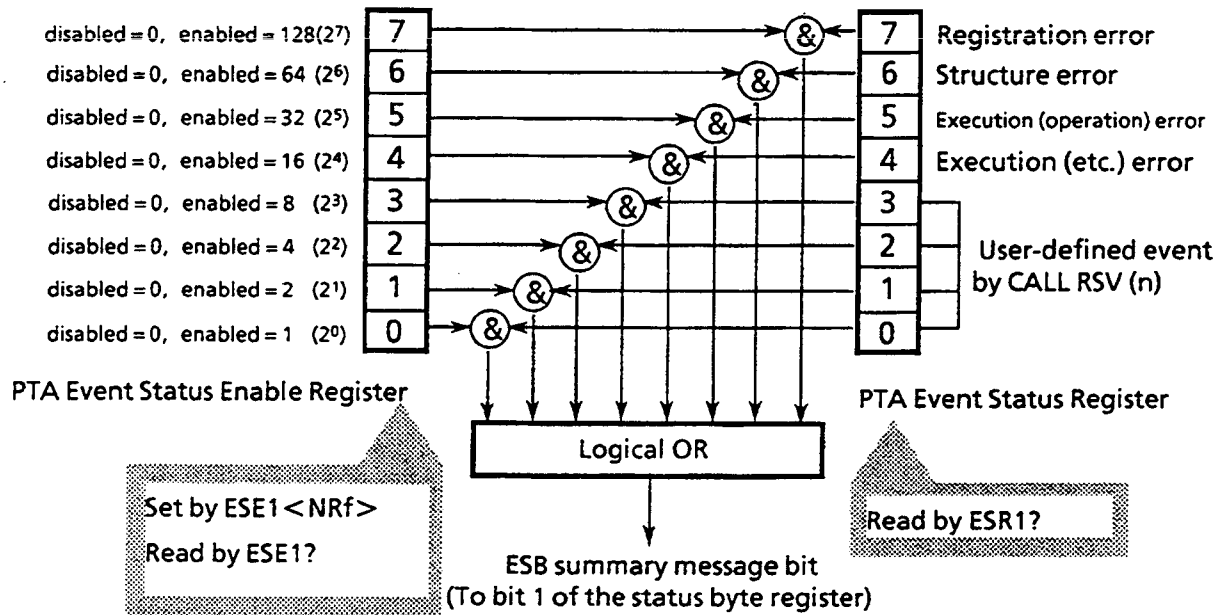 disabled = 0, enabled = 128(2⁷) 7 & 7 Registration error
disabled = 0, enabled = 64 (2⁶) 6 & 6 Structure error
disabled = 0, enabled = 32 (2⁵) 5 & 5 Execution (operation) error
disabled = 0, enabled = 16 (2⁴) 4 & 4 Execution (etc.) error
disabled = 0, enabled = 8 (2³) 3 & 3
disabled = 0, enabled = 4 (2²) 2 & 2 User-defined event
disabled = 0, enabled = 2 (2¹) 1 & 1 by CALL RSV (n)
disabled = 0, enabled = 1 (2⁰) 0 & 0
PTA Event Status Enable Register
PTA Event Status Register
Logical OR
Set by ESE1 <NRf>
Read by ESE1?
Read by ESR1?
ESB summary message bit
(To bit 1 of the status byte register)